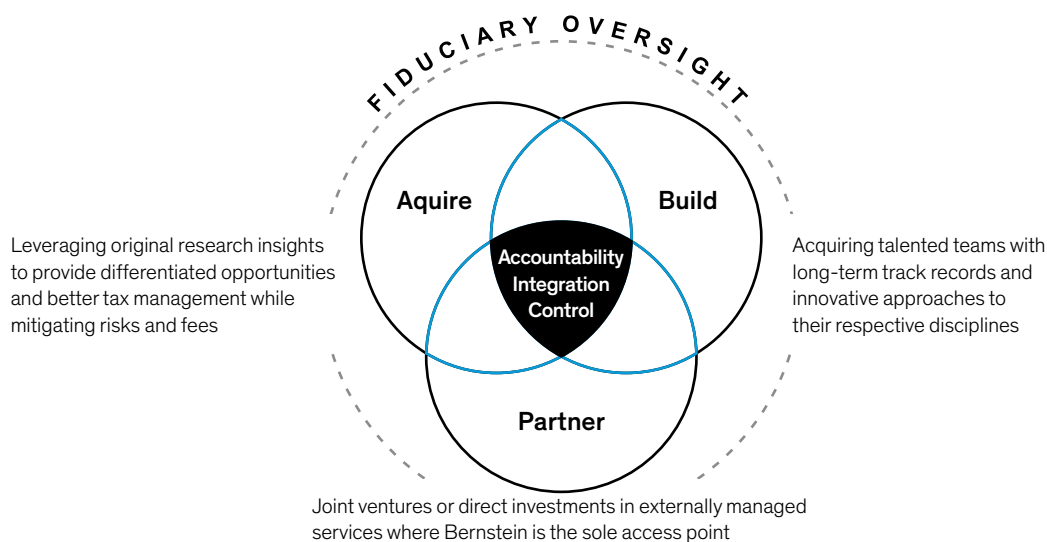 FIDUCIARY OVERSIGHT
Aquire
Build
Accountability
Integration
Control
Partner
Leveraging original research insights
to provide differentiated opportunities
and better tax management while
mitigating risks and fees
Acquiring talented teams with
long-term track records and
innovative approaches to
their respective disciplines
Joint ventures or direct investments in externally managed
services where Bernstein is the sole access point